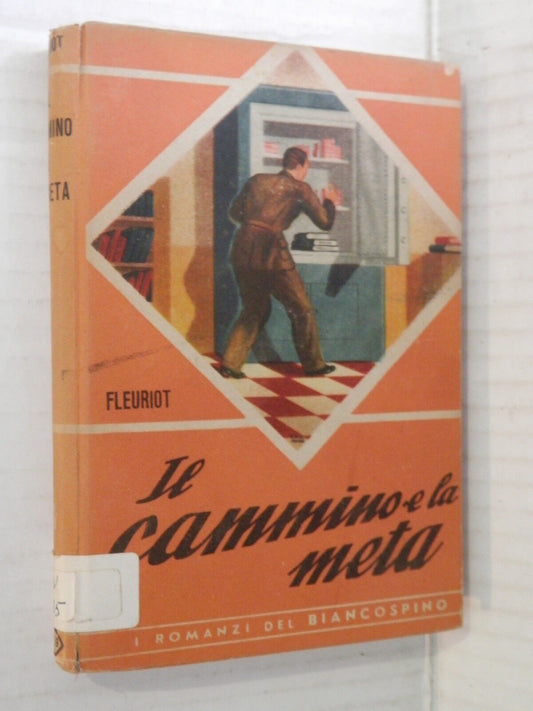 FLEURIOT
Il
cammino e la
meta
I ROMANZI DEL BIANCOSPINO